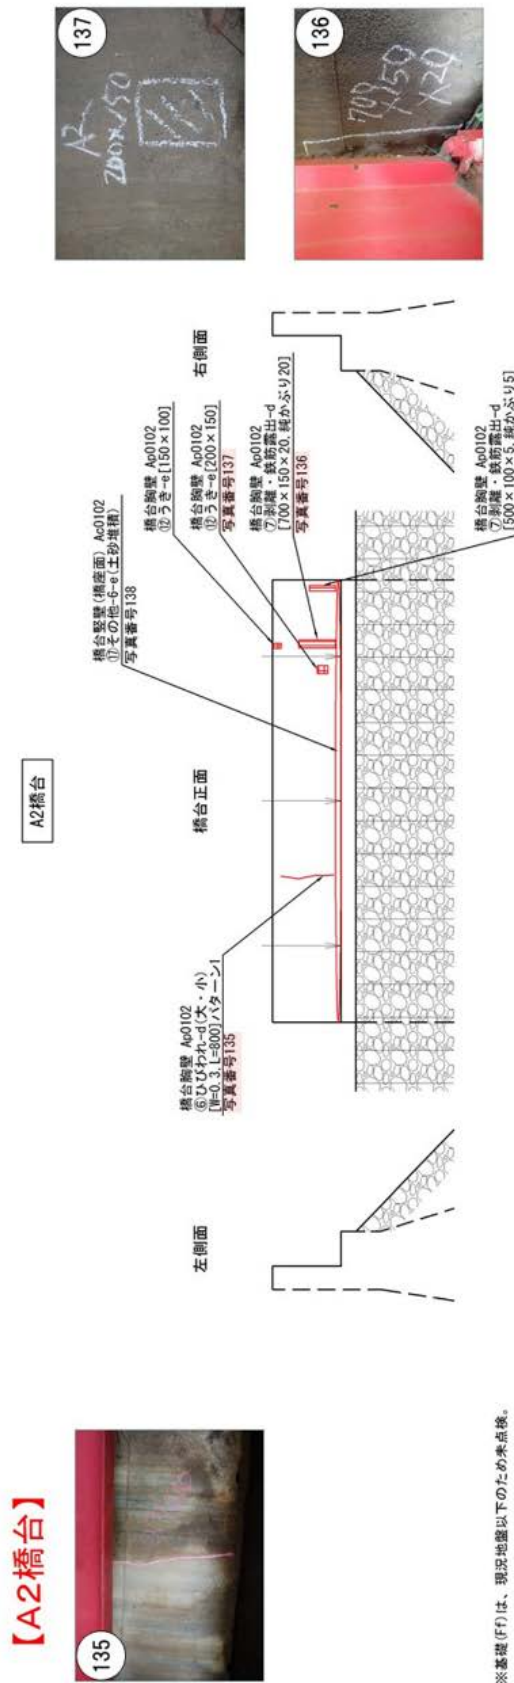 【A2橋台】
A2橋台
左側面
橋台正面
右側面
135
橋台胸壁 Ap0102
⑥ひびわれ-d(大・小)
[W=0.3,L=800]パターン1
写真番号135
橋台竪壁(橋座面) Ac0102
⑰その他-6-e(土砂堆積)
写真番号138
橋台胸壁 Ap0102
⑫うき-e[150×100]
橋台胸壁 Ap0102
⑫うき-e[200×150]
写真番号137
橋台胸壁 Ap0102
⑦剥離・鉄筋露出-d
[700×150×20, 純かぶり20]
写真番号136
橋台胸壁 Ap0102
⑦剥離・鉄筋露出-d
[500×100×5, 純かぶり5]
137
A2
200×150
136
700
×150
×20
※基礎(Ff)は、現況地盤以下のため未点検。